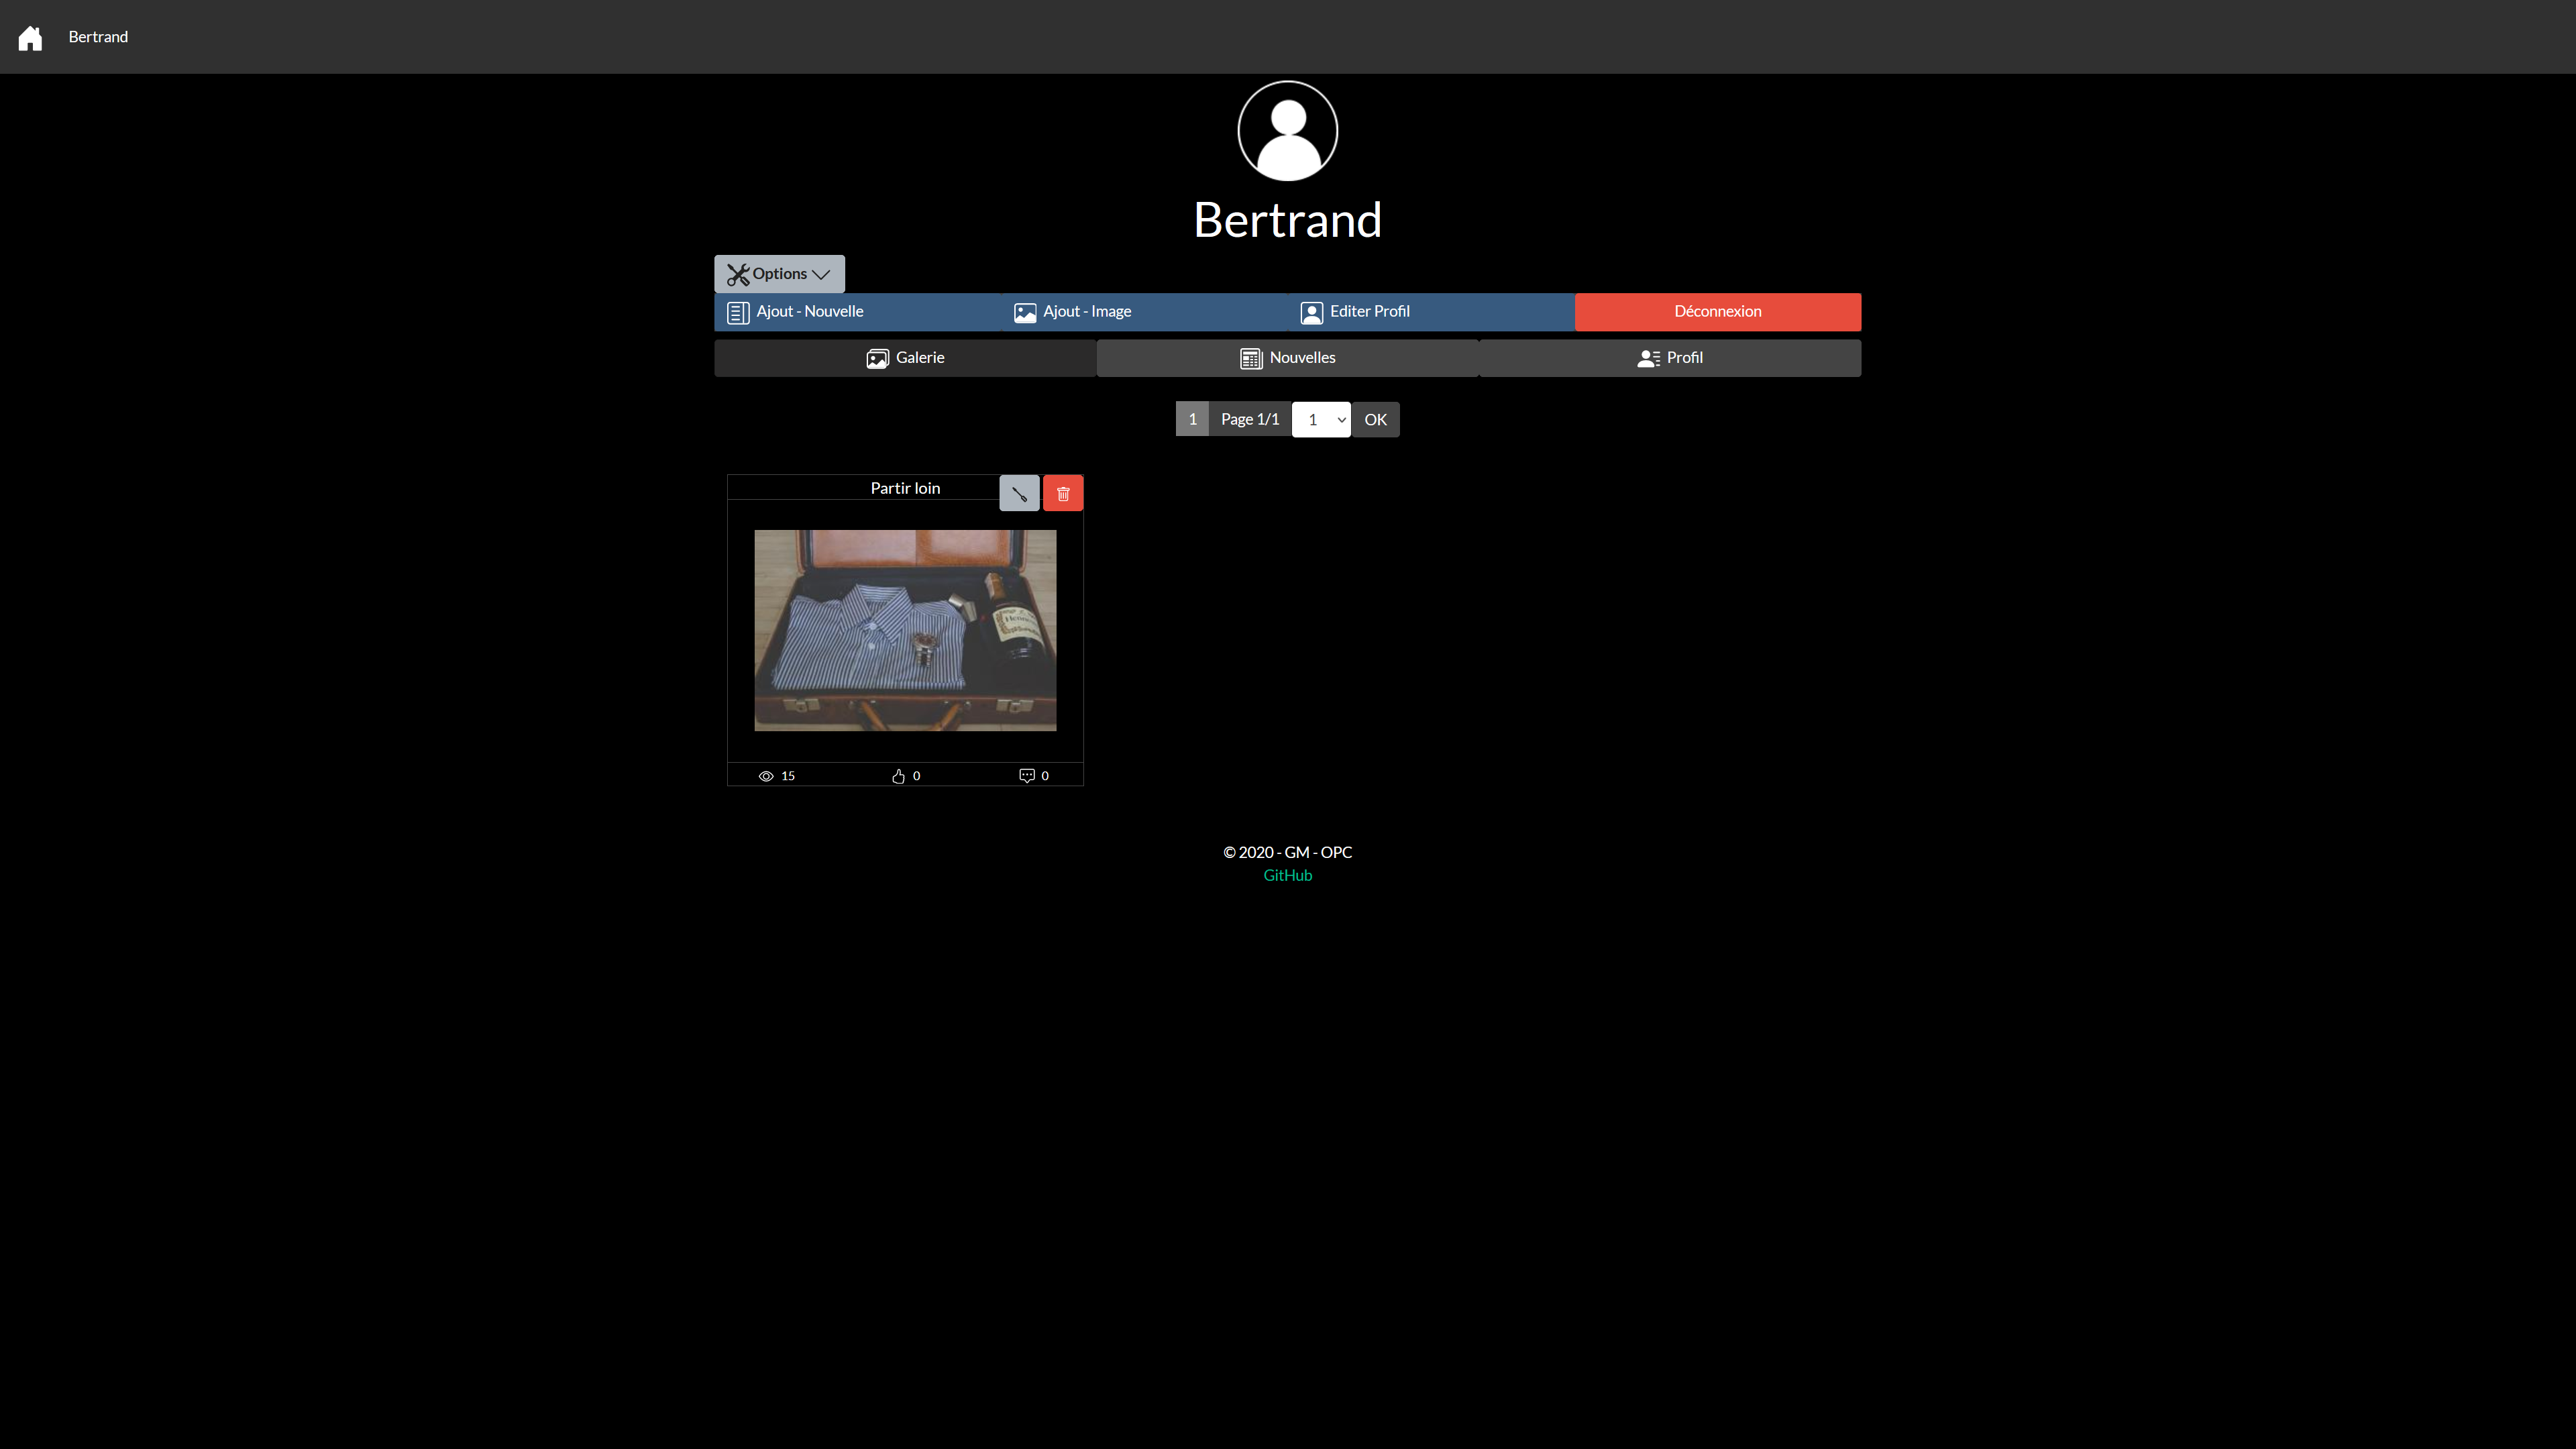 Bertrand
Bertrand
Options
Ajout - Nouvelle
Ajout - Image
Editer Profil
Déconnexion
Galerie
Nouvelles
Profil
1
Page 1/1
1
OK
Partir loin
Hennessy
15
0
0
© 2020 - GM - OPC
GitHub